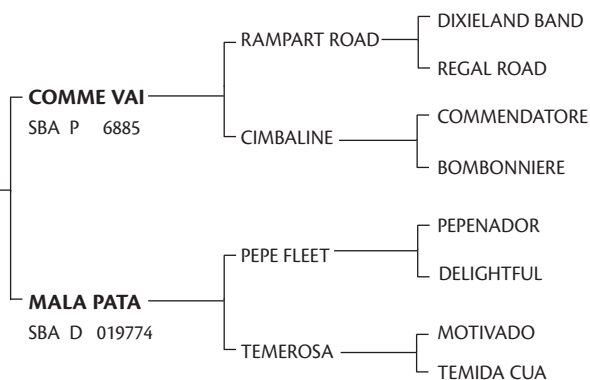 DIXIELAND BAND
RAMPART ROAD
REGAL ROAD
COMME VAI
SBA P 6885
COMMENDATORE
CIMBALINE
BOMBONNIERE
PEPENADOR
PEPE FLEET
DELIGHTFUL
MALA PATA
SBA D 019774
MOTIVADO
TEMEROSA
TEMIDA CUA